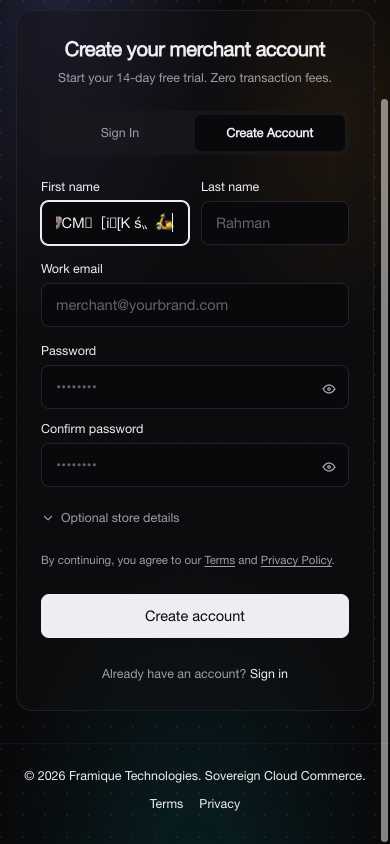 Create your merchant account
Start your 14-day free trial. Zero transaction fees.
Sign In
Create Account
First name
Last name
Rahman
Work email
merchant@yourbrand.com
Password
••••••••
Confirm password
••••••••
Optional store details
By continuing, you agree to our Terms and Privacy Policy.
Create account
Already have an account? Sign in
© 2026 Framique Technologies. Sovereign Cloud Commerce.
Terms
Privacy